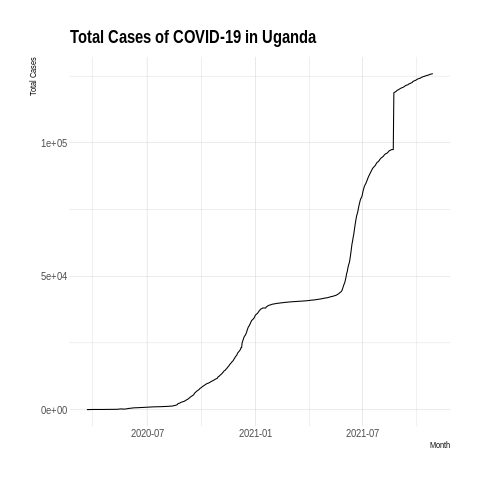 Total Cases of COVID-19 in Uganda
Total Cases
1e+05
5e+04
0e+00
2020-07 2021-01 2021-07
Month